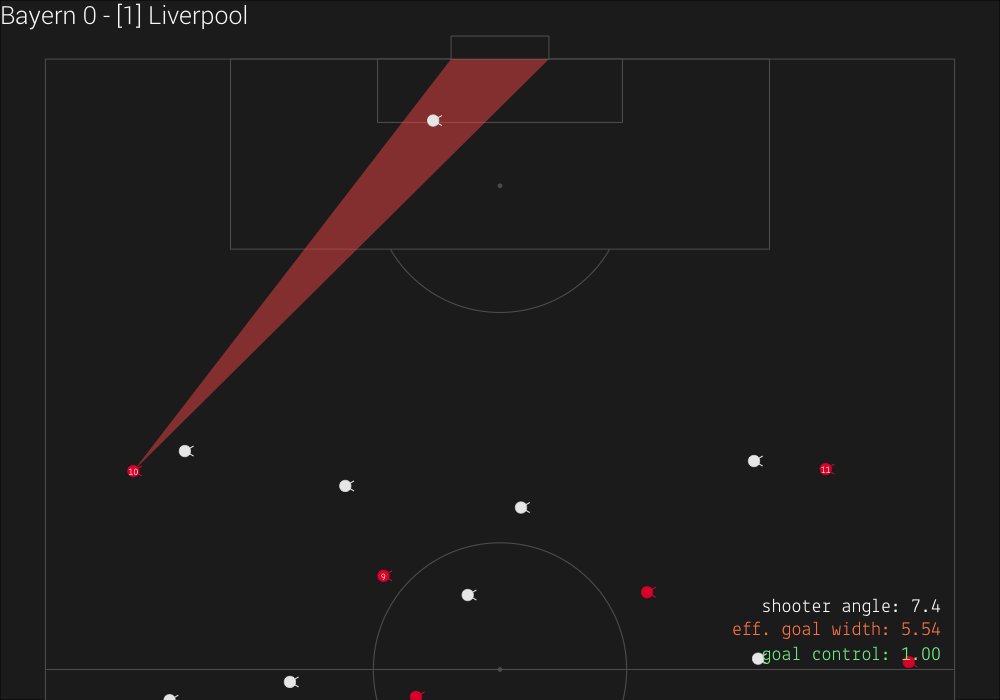 Bayern 0 - [1] Liverpool
10
11
9
shooter angle: 7.4
eff. goal width: 5.54
goal control: 1.00